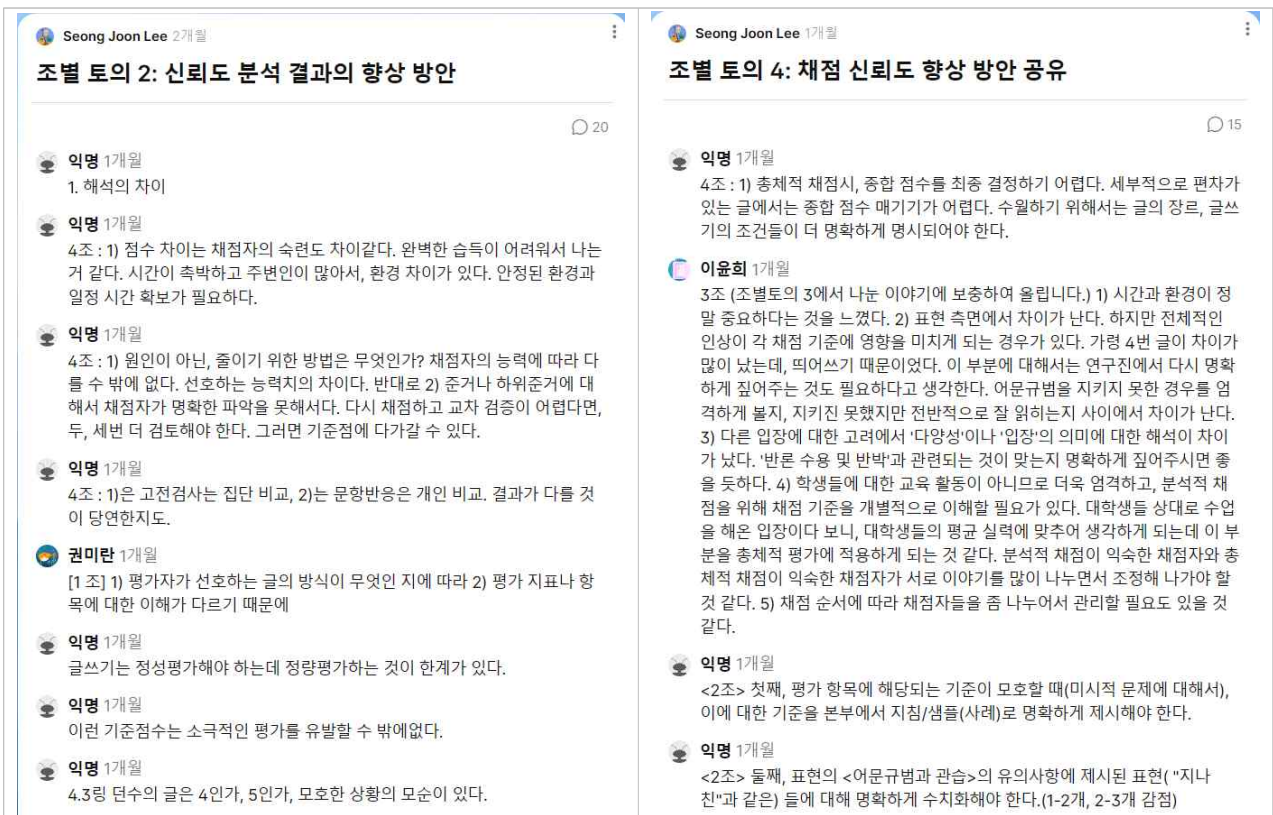 Seong Joon Lee 2개월
조별 토의 2: 신뢰도 분석 결과의 향상 방안
20
익명 1개월
1. 해석의 차이
익명 1개월
4조 : 1) 점수 차이는 채점자의 숙련도 차이같다. 완벽한 습득이 어려워서 나는
거 같다. 시간이 촉박하고 주변인이 많아서, 환경 차이가 있다. 안정된 환경과
일정 시간 확보가 필요하다.
익명 1개월
4조 : 1) 원인이 아닌, 줄이기 위한 방법은 무엇인가? 채점자의 능력에 따라 다
를 수 밖에 없다. 선호하는 능력치의 차이다. 반대로 2) 준거나 하위준거에 대
해서 채점자가 명확한 파악을 못해서다. 다시 채점하고 교차 검증이 어렵다면,
두, 세번 더 검토해야 한다. 그러면 기준점에 다가갈 수 있다.
익명 1개월
4조 : 1)은 고전검사는 집단 비교, 2)는 문항반응은 개인 비교. 결과가 다를 것
이 당연한지도.
권미란 1개월
[1 조] 1) 평가자가 선호하는 글의 방식이 무엇인 지에 따라 2) 평가 지표나 항
목에 대한 이해가 다르기 때문에
익명 1개월
글쓰기는 정성평가해야 하는데 정량평가하는 것이 한계가 있다.
익명 1개월
이런 기준점수는 소극적인 평가를 유발할 수 밖에없다.
익명 1개월
4.3링 던수의 글은 4인가, 5인가, 모호한 상황의 모순이 있다.
Seong Joon Lee 1개월
조별 토의 4: 채점 신뢰도 향상 방안 공유
15
익명 1개월
4조 : 1) 총체적 채점시, 종합 점수를 최종 결정하기 어렵다. 세부적으로 편차가
있는 글에서는 종합 점수 매기기가 어렵다. 수월하기 위해서는 글의 장르, 글쓰
기의 조건들이 더 명확하게 명시되어야 한다.
이윤희 1개월
3조 (조별토의 3에서 나눈 이야기에 보충하여 올립니다.) 1) 시간과 환경이 정
말 중요하다는 것을 느꼈다. 2) 표현 측면에서 차이가 난다. 하지만 전체적인
인상이 각 채점 기준에 영향을 미치게 되는 경우가 있다. 가령 4번 글이 차이가
많이 났는데, 띄어쓰기 때문이었다. 이 부분에 대해서는 연구진에서 다시 명확
하게 짚어주는 것도 필요하다고 생각한다. 어문규범을 지키지 못한 경우를 엄
격하게 볼지, 지키진 못했지만 전반적으로 잘 읽히는지 사이에서 차이가 난다.
3) 다른 입장에 대한 고려에서 '다양성'이나 '입장'의 의미에 대한 해석이 차이
가 났다. '반론 수용 및 반박'과 관련되는 것이 맞는지 명확하게 짚어주시면 좋
을 듯하다. 4) 학생들에 대한 교육 활동이 아니므로 더욱 엄격하고, 분석적 채
점을 위해 채점 기준을 개별적으로 이해할 필요가 있다. 대학생들 상대로 수업
을 해온 입장이다 보니, 대학생들의 평균 실력에 맞추어 생각하게 되는데 이 부
분을 총체적 평가에 적용하게 되는 것 같다. 분석적 채점이 익숙한 채점자와 총
체적 채점이 익숙한 채점자가 서로 이야기를 많이 나누면서 조정해 나가야 할
것 같다. 5) 채점 순서에 따라 채점자들을 좀 나누어서 관리할 필요도 있을 것
같다.
익명 1개월
<2조> 첫째, 평가 항목에 해당되는 기준이 모호할 때(미시적 문제에 대해서),
이에 대한 기준을 본부에서 지침/샘플(사례)로 명확하게 제시해야 한다.
익명 1개월
<2조> 둘째, 표현의 <어문규범과 관습>의 유의사항에 제시된 표현( "지나
친"과 같은) 들에 대해 명확하게 수치화해야 한다.(1-2개, 2-3개 감점)